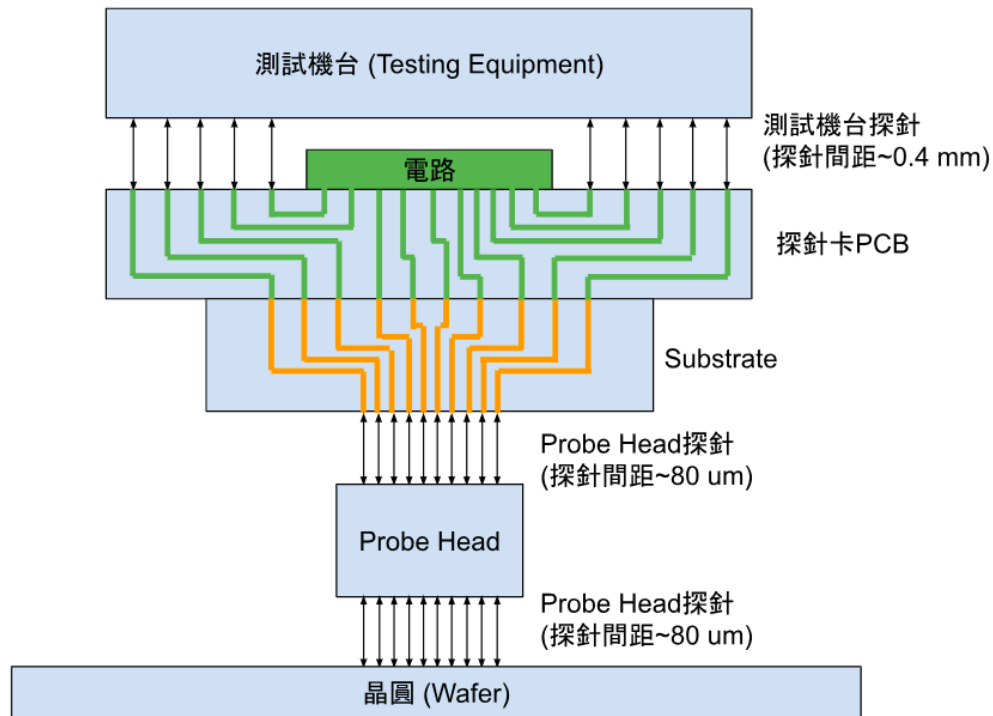 測試機台 (Testing Equipment)
測試機台探針
(探針間距~0.4 mm)
電路
探針卡PCB
Substrate
Probe Head探針
(探針間距~80 um)
Probe Head
Probe Head探針
(探針間距~80 um)
晶圓 (Wafer)